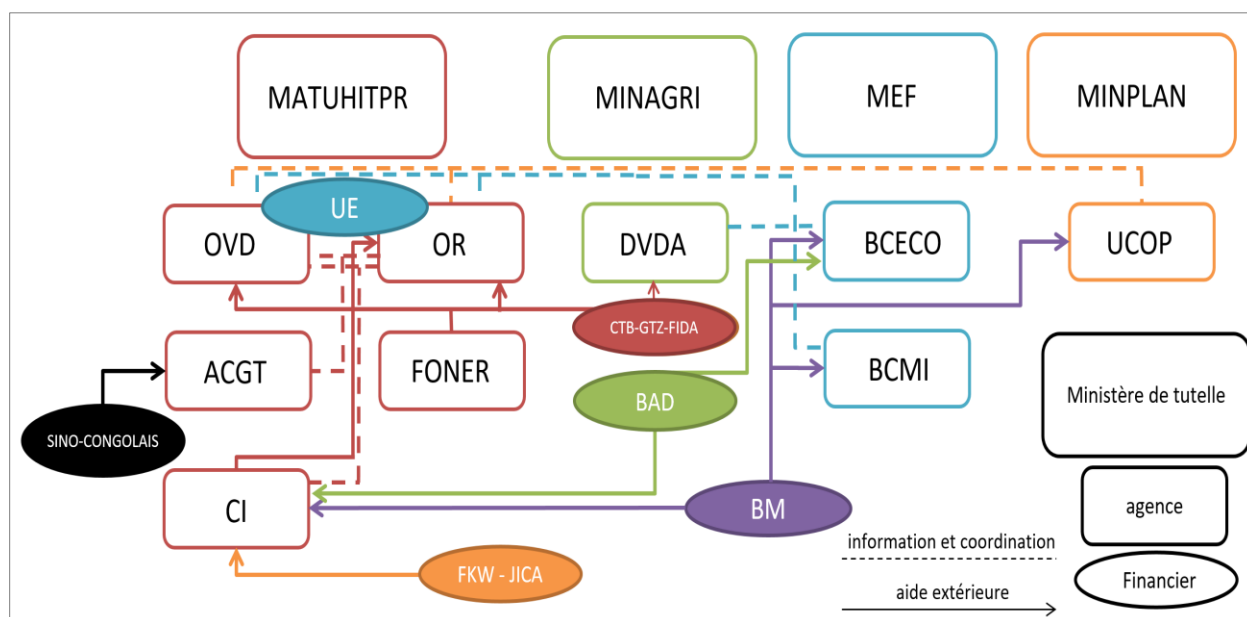 MATUHITPR
MINAGRI
MEF
MINPLAN
UE
OVD
OR
DVDA
BCECO
UCOP
CTB-GTZ-FIDA
ACGT
FONER
BAD
BCMI
Ministère de tutelle
SINO-CONGOLAIS
CI
BM
agence
information et coordination
FKW - JICA
Financier
aide extérieure